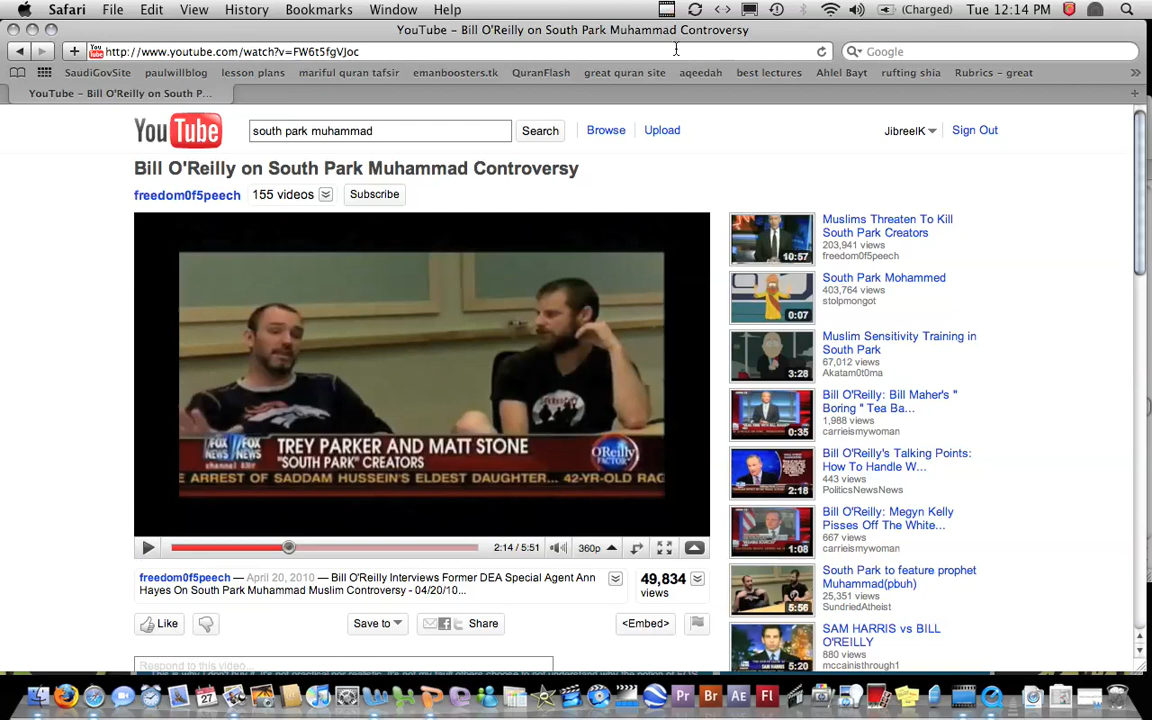 Safari File Edit View History Bookmarks Window Help (Charged) Tue 12:14 PM
YouTube - Bill O'Reilly on South Park Muhammad Controversy
http://www.youtube.com/watch?v=FW6t5fgVJoc
Google
SaudiGovSite paulwillblog lesson plans mariful quran tafsir emanboosters.tk QuranFlash great quran site aqeedah best lectures Ahlel Bayt rufting shia Rubrics - great
YouTube - Bill O'Reilly on South P...
YouTube south park muhammad Search Browse Upload JibreelK Sign Out
Bill O'Reilly on South Park Muhammad Controversy
freedom0f5peech 155 videos Subscribe
FOX NEWS FOX NEWS
channel
TREY PARKER AND MATT STONE
"SOUTH PARK" CREATORS
O'REILLY FACTOR
E ARREST OF SADDAM HUSSEIN'S ELDEST DAUGHTER... 42-YR-OLD RAG
2:14 / 5:51 360p
freedom0f5peech — April 20, 2010 — Bill O'Reilly Interviews Former DEA Special Agent Ann
Hayes On South Park Muhammad Muslim Controversy - 04/20/10...
49,834
views
Like Save to Share <Embed>
Respond to this video...
Muslims Threaten To Kill
South Park Creators
203,941 views
freedom0f5peech
10:57
South Park Mohammed
403,764 views
stolpmongot
0:07
Muslim Sensitivity Training in
South Park
67,012 views
Akatam0t0ma
3:28
Bill O'Reilly: Bill Maher's "
Boring " Tea Ba...
1,988 views
carrieismywoman
0:35
Bill O'Reilly's Talking Points:
How To Handle W...
443 views
PoliticsNewsNews
2:18
Bill O'Reilly: Megyn Kelly
Pisses Off The White...
667 views
carrieismywoman
1:08
South Park to feature prophet
Muhammad(pbuh)
25,351 views
SundriedAtheist
5:56
SAM HARRIS vs BILL
O'REILLY
880 views
mccainisthrough1
5:20